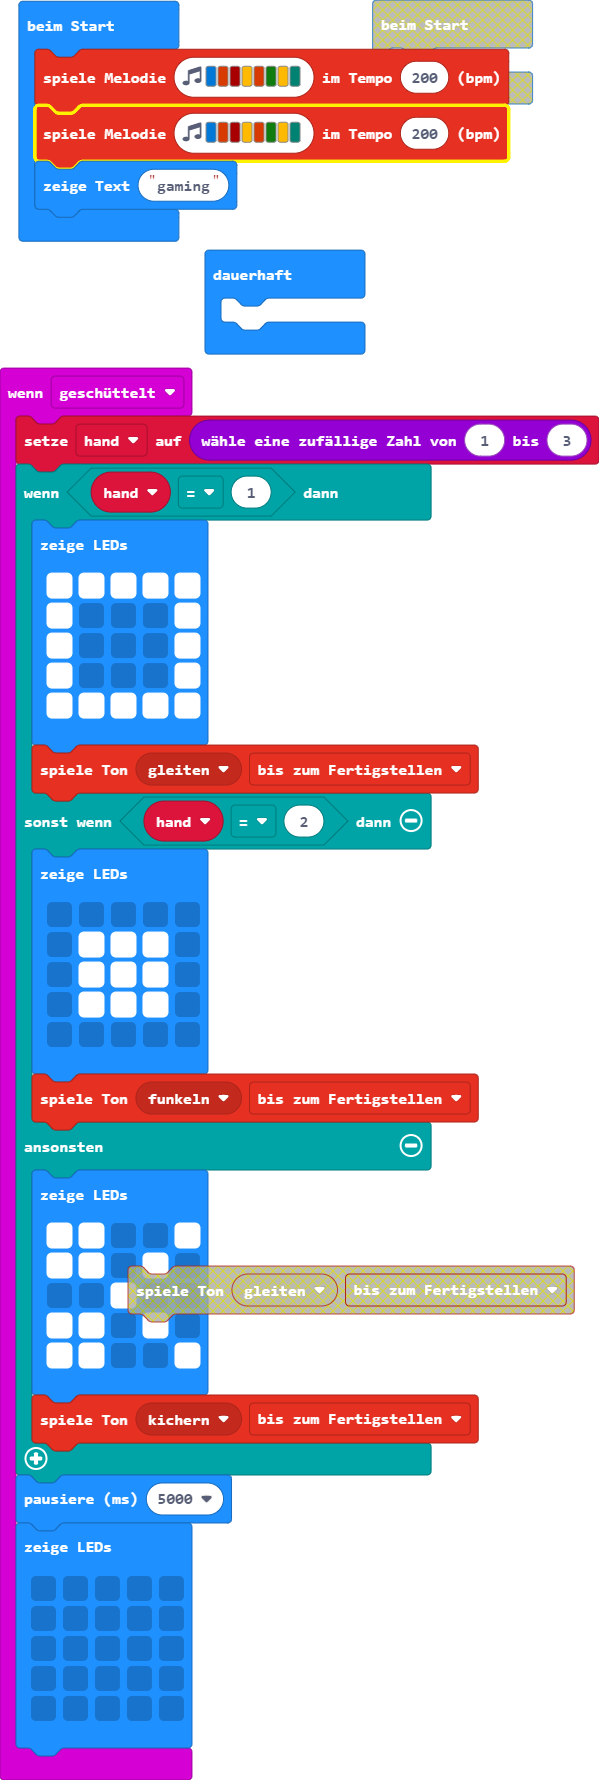 beim Start
beim Start
spiele Melodie im Tempo 200 (bpm)
spiele Melodie im Tempo 200 (bpm)
zeige Text "gaming"
dauerhaft
wenn geschüttelt
setze hand auf wähle eine zufällige Zahl von 1 bis 3
wenn hand = 1 dann
zeige LEDs
spiele Ton gleiten bis zum Fertigstellen
sonst wenn hand = 2 dann
zeige LEDs
spiele Ton funkeln bis zum Fertigstellen
ansonsten
zeige LEDs
spiele Ton gleiten bis zum Fertigstellen
spiele Ton kichern bis zum Fertigstellen
pausiere (ms) 5000
zeige LEDs